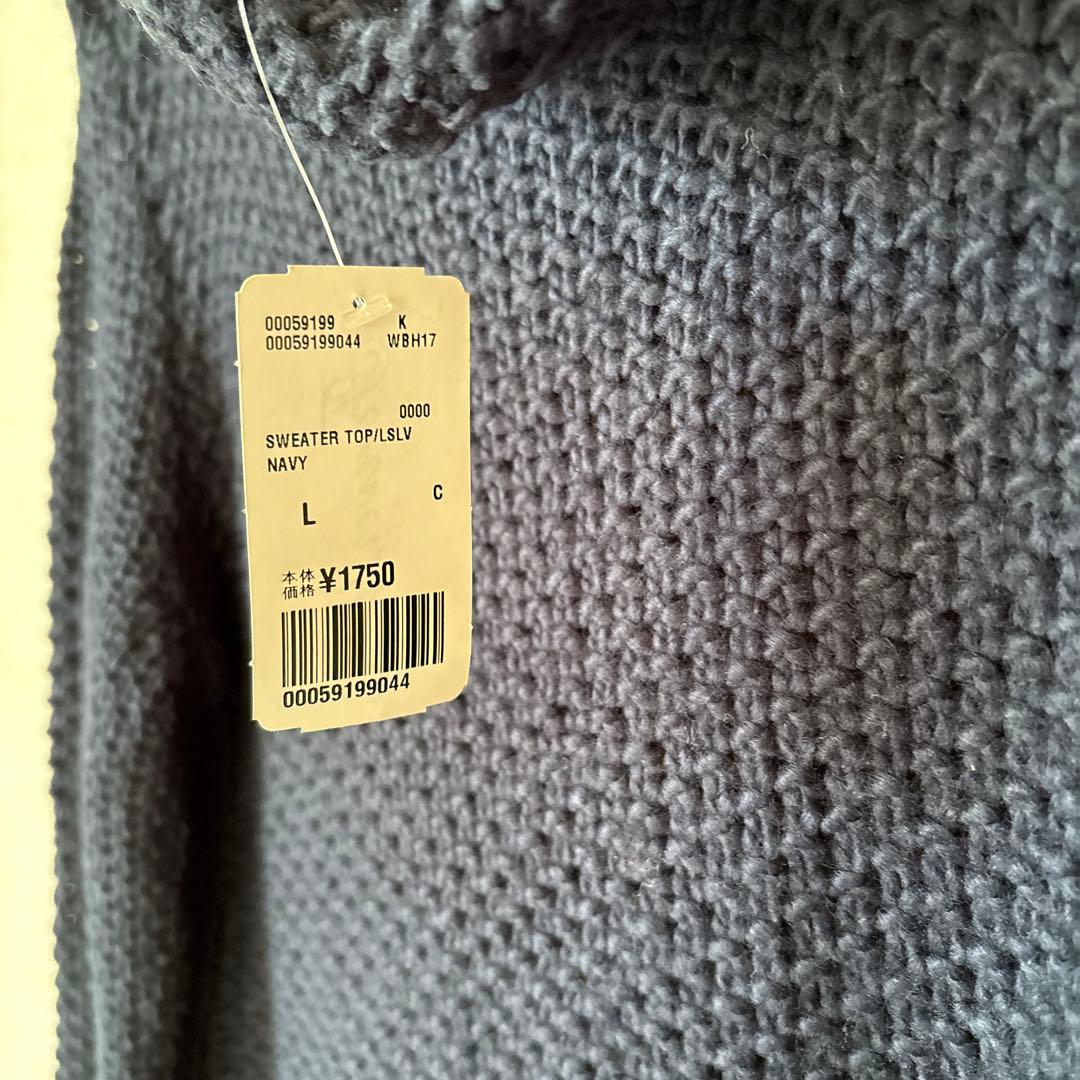 00059199 K
00059199044 WBH17
0000
SWEATER TOP/LSLV
NAVY
C
L
本体
価格 ¥1750
00059199044